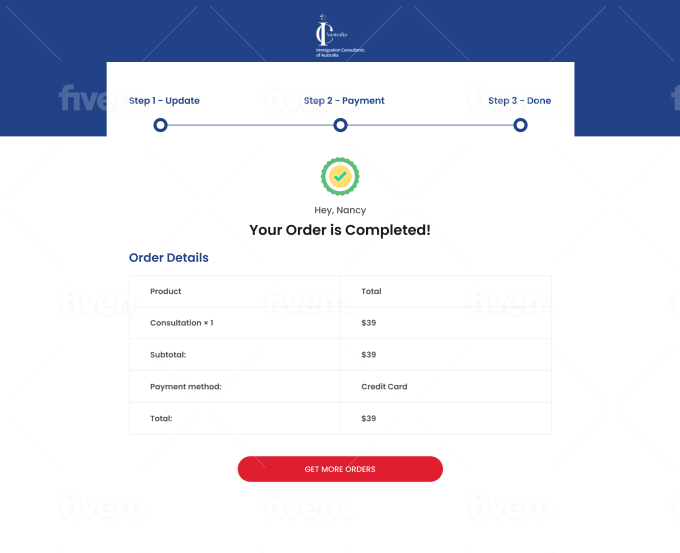 Australia
Immigration Consultants
of Australia
Step 1 - Update Step 2 - Payment Step 3 - Done
Hey, Nancy
Your Order is Completed!
Order Details
Product Total
Consultation × 1 $39
Subtotal: $39
Payment method: Credit Card
Total: $39
GET MORE ORDERS
fiverr.
fiverr.
fiverr.
fiverr.
fiverr.
fiverr.
fiverr.
fiverr.
fiverr.